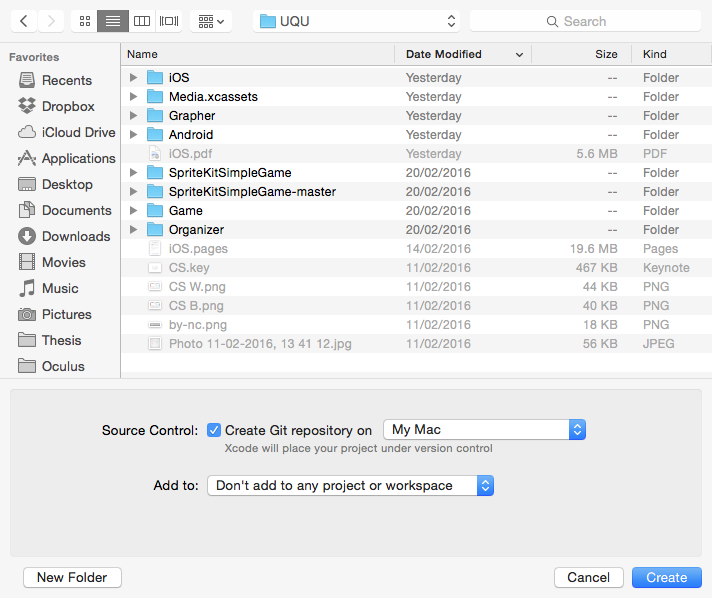 UQU
Search
Favorites
Recents
Dropbox
iCloud Drive
Applications
Desktop
Documents
Downloads
Movies
Music
Pictures
Thesis
Oculus
Name Date Modified Size Kind
iOS Yesterday -- Folder
Media.xcassets Yesterday -- Folder
Grapher Yesterday -- Folder
Android Yesterday -- Folder
iOS.pdf Yesterday 5.6 MB PDF
SpriteKitSimpleGame 20/02/2016 -- Folder
SpriteKitSimpleGame-master 20/02/2016 -- Folder
Game 20/02/2016 -- Folder
Organizer 20/02/2016 -- Folder
iOS.pages 14/02/2016 19.6 MB Pages
CS.key 11/02/2016 467 KB Keynote
CS W.png 11/02/2016 44 KB PNG
CS B.png 11/02/2016 40 KB PNG
by-nc.png 11/02/2016 18 KB PNG
Photo 11-02-2016, 13 41 12.jpg 11/02/2016 56 KB JPEG
Source Control: Create Git repository on My Mac
Xcode will place your project under version control
Add to: Don't add to any project or workspace
New Folder Cancel Create